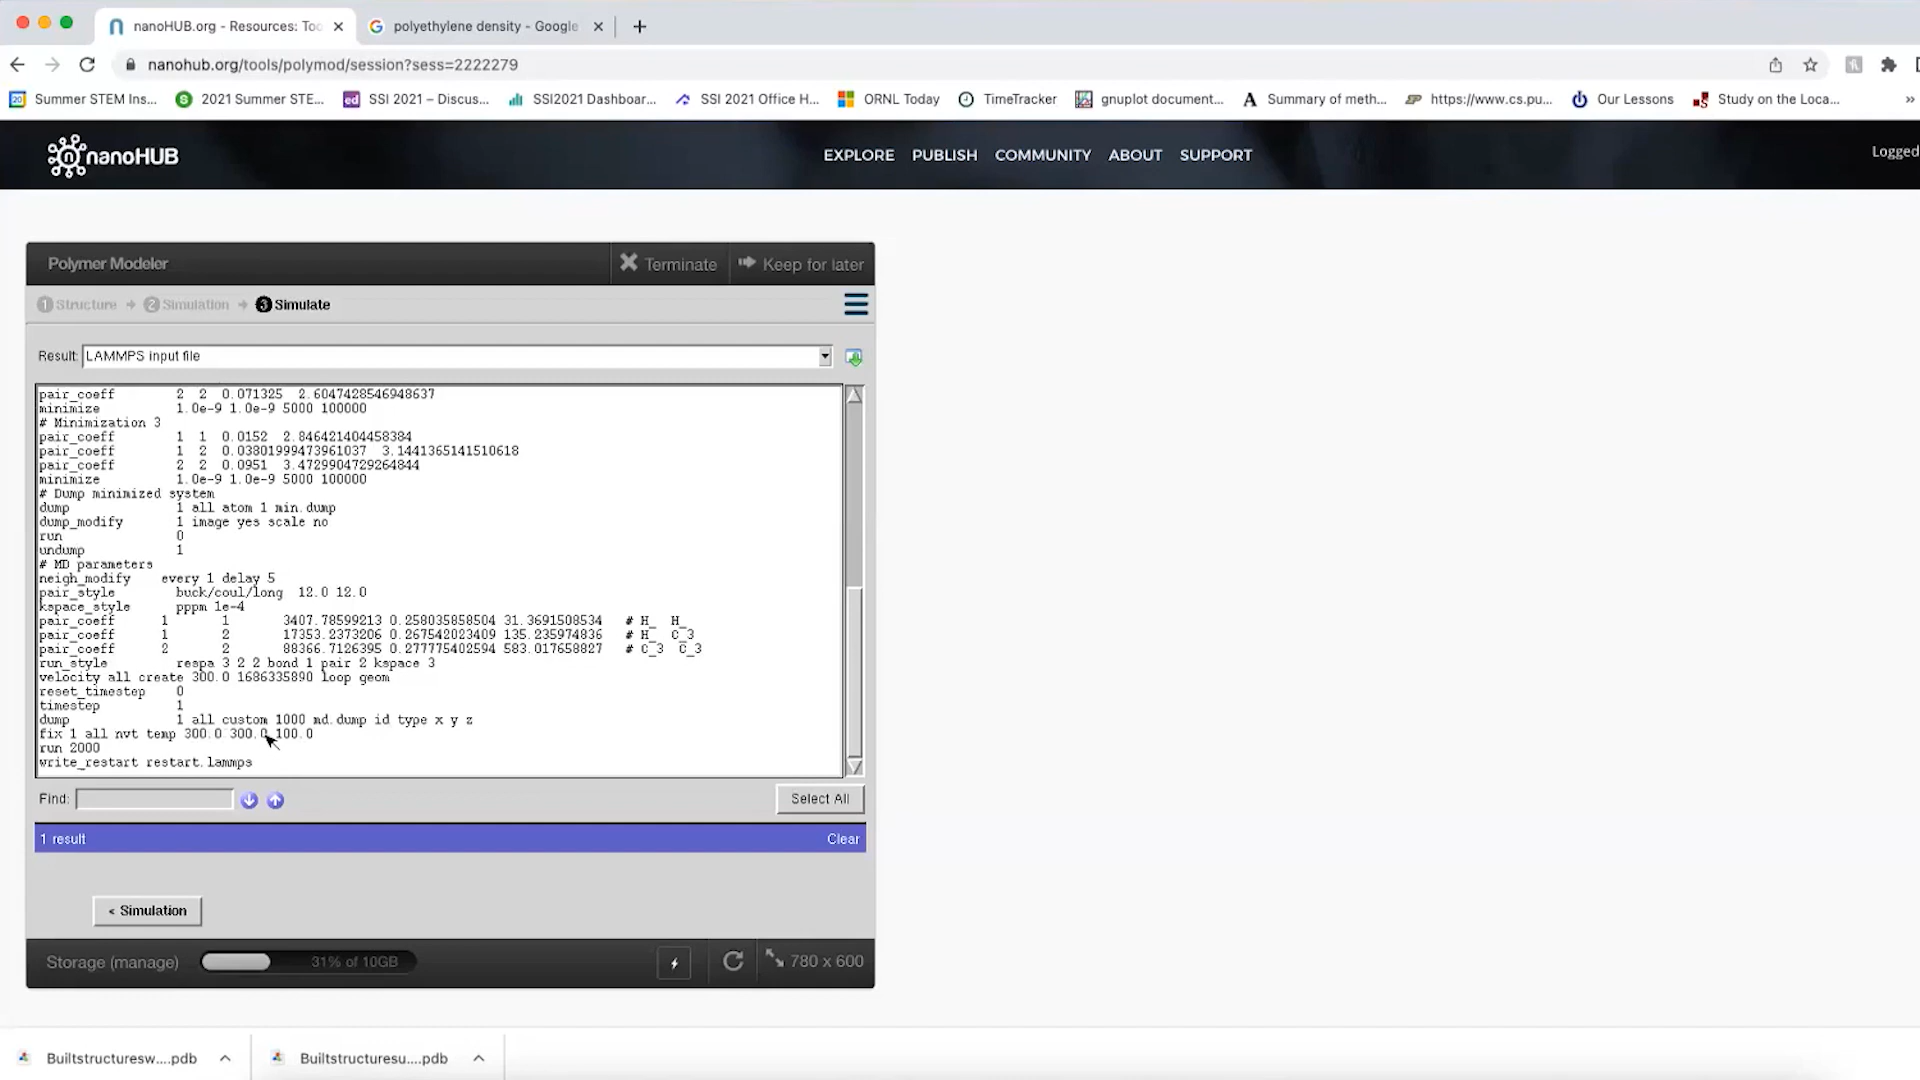 nanoHUB.org - Resources: Too
polyethylene density - Google
nanohub.org/tools/polymod/session?sess=2222279
Summer STEM Ins...
2021 Summer STE...
SSI 2021 – Discus...
SSI2021 Dashboar...
SSI 2021 Office H...
ORNL Today
TimeTracker
gnuplot document...
Summary of meth...
https://www.cs.pu...
Our Lessons
Study on the Loca...
»
nanoHUB
EXPLORE PUBLISH COMMUNITY ABOUT SUPPORT
Logged
Polymer Modeler
Terminate
Keep for later
1 Structure → 2 Simulation → 3 Simulate
Result: LAMMPS input file
pair_coeff 2 2 0.071325 2.6047428546948637
minimize 1.0e-9 1.0e-9 5000 100000
# Minimization 3
pair_coeff 1 1 0.0152 2.846421404458384
pair_coeff 1 2 0.03801999473961037 3.1441365141510618
pair_coeff 2 2 0.0951 3.4729904729264844
minimize 1.0e-9 1.0e-9 5000 100000
# Dump minimized system
dump 1 all atom 1 min.dump
dump_modify 1 image yes scale no
run 0
undump 1
# MD parameters
neigh_modify every 1 delay 5
pair_style buck/coul/long 12.0 12.0
kspace_style pppm 1e-4
pair_coeff 1 1 3407.78599213 0.258035858504 31.3691508534 # H_ H_
pair_coeff 1 2 17353.2373206 0.267542023409 135.235974836 # H_ C_3
pair_coeff 2 2 88366.7126395 0.277775402594 583.017658827 # C_3 C_3
run_style respa 3 2 2 bond 1 pair 2 kspace 3
velocity all create 300.0 1686335890 loop geom
reset_timestep 0
timestep 1
dump 1 all custom 1000 md.dump id type x y z
fix 1 all nvt temp 300.0 300.0 100.0
run 2000
write_restart restart.lammps
Find:
Select All
1 result
Clear
< Simulation
Storage (manage)
31% of 10GB
780 x 600
Builtstructuresw....pdb
Builtstructuresu....pdb